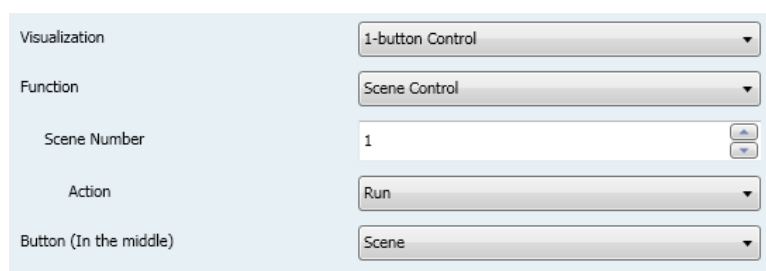 Visualization 1-button Control
Function Scene Control
Scene Number 1
Action Run
Button (In the middle) Scene